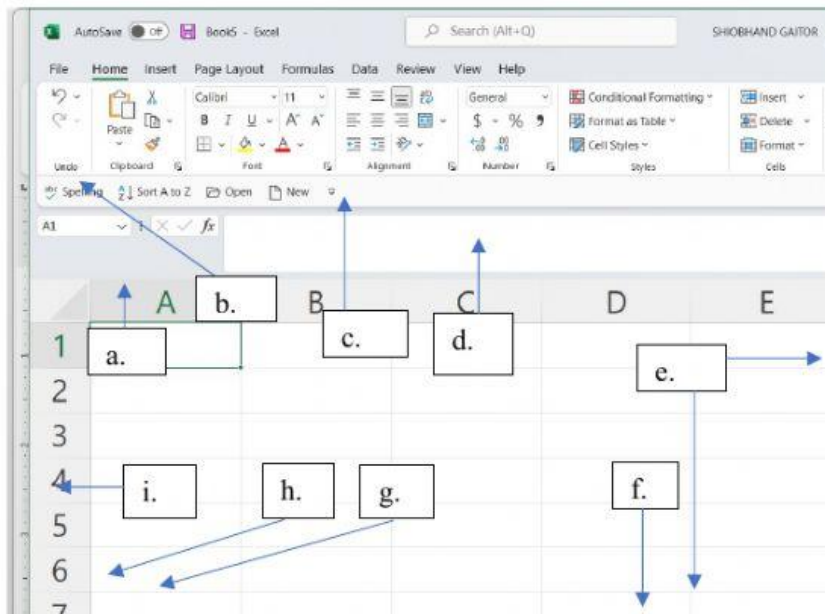 AutoSave Off Book5 - Excel Search (Alt+Q) SHIOBHAND GAITOR
File Home Insert Page Layout Formulas Data Review View Help
Calibri 11 General Conditional Formatting Insert
Paste B I U A A $ % , Format as Table Delete
A Cell Styles Format
Undo Clipboard Font Alignment Number Styles Cells
Spelling Sort A to Z Open New
A1 fx
A B C D E
b.
c. d.
1 a. e.
2
3
4 i. h. g. f.
5
6
7